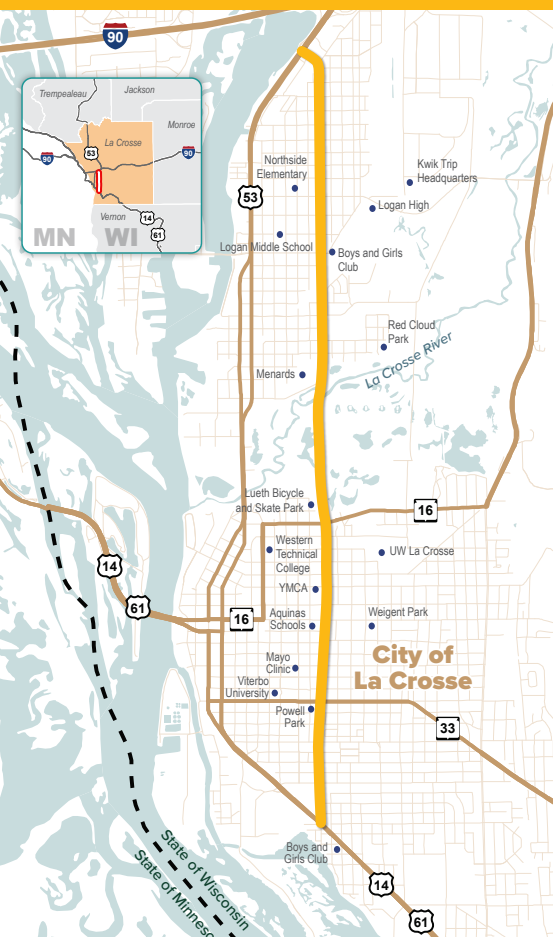 90
Trempealeau
Jackson
Monroe
La Crosse
53
90
90
Vernon
14
61
MN
WI
53
Northside
Elementary
Kwik Trip
Headquarters
Logan High
Logan Middle School
Boys and Girls
Club
Red Cloud
Park
La Crosse River
Menards
Lueth Bicycle
and Skate Park
16
Western
Technical
College
UW La Crosse
14
YMCA
61
16
Aquinas
Schools
Weigent Park
City of
La Crosse
Mayo
Clinic
Viterbo
University
Powell
Park
33
State of Wisconsin
State of Minnesc
Boys and
Girls Club
14
61